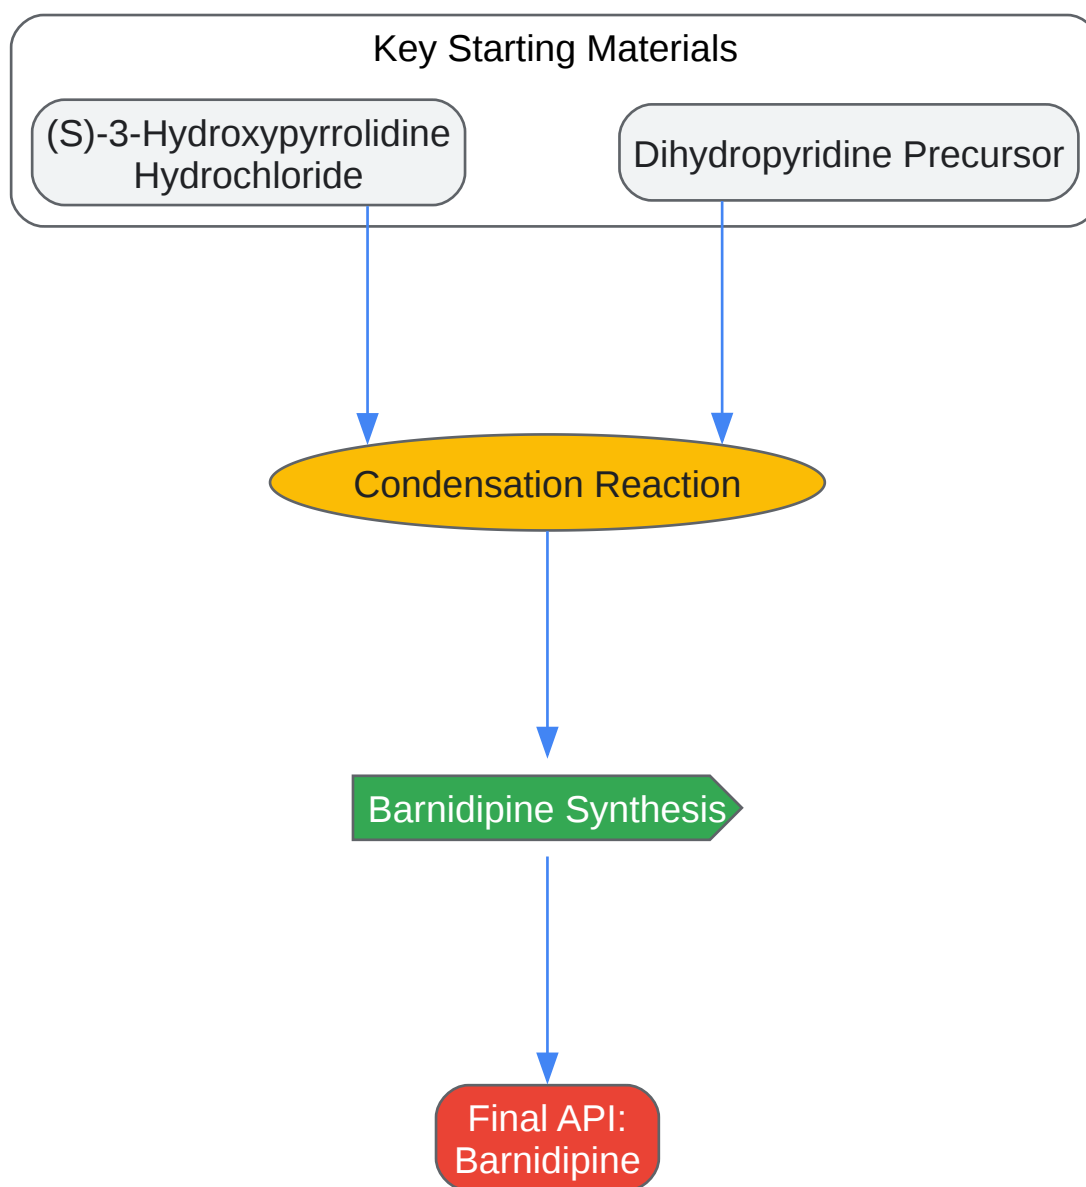 Key Starting Materials
(S)-3-Hydroxypyrrolidine
Hydrochloride
Dihydropyridine Precursor
Condensation Reaction
Barnidipine Synthesis
Final API:
Barnidipine